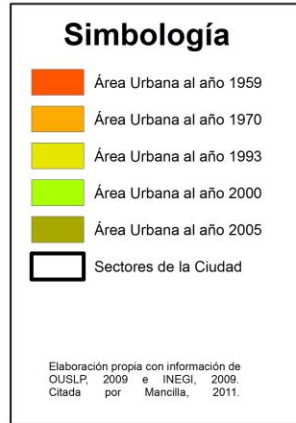 Simbología
Área Urbana al año 1959
Área Urbana al año 1970
Área Urbana al año 1993
Área Urbana al año 2000
Área Urbana al año 2005
Sectores de la Ciudad
Elaboración propia con información de
OUSLP, 2009 e INEGI, 2009.
Citada por Mancilla, 2011.